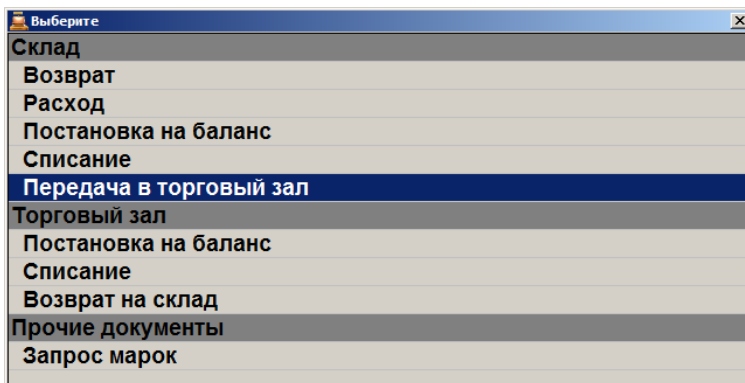 Выберите
Склад
Возврат
Расход
Постановка на баланс
Списание
Передача в торговый зал
Торговый зал
Постановка на баланс
Списание
Возврат на склад
Прочие документы
Запрос марок